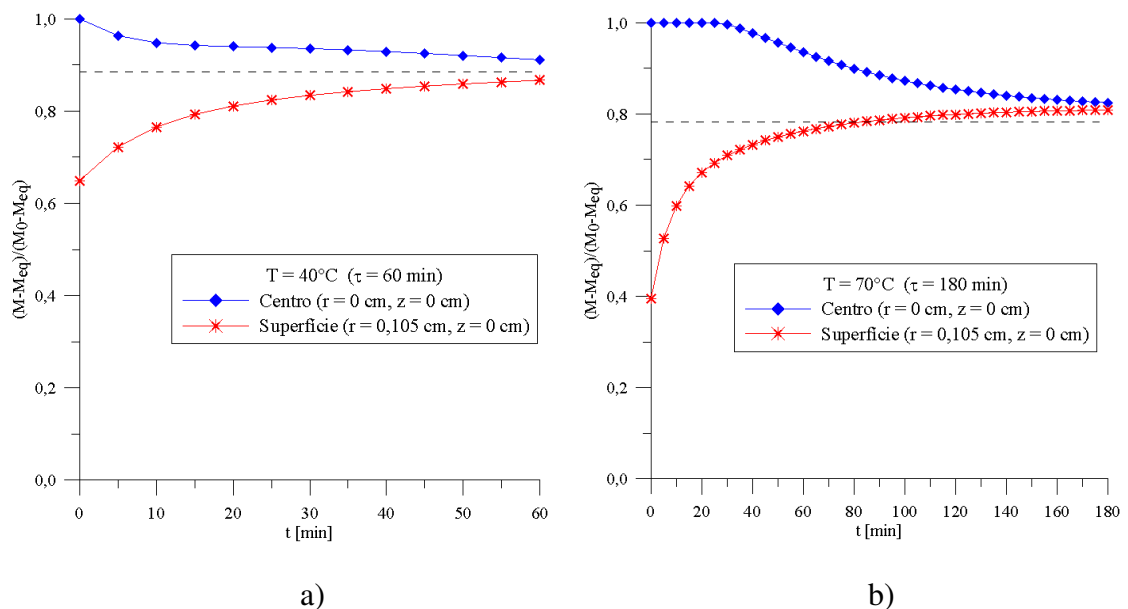 1,0
0,8
0,6
0,4
0,2
0,0
(M-Meq)/(M0-Meq)
T = 40°C (τ = 60 min)
Centro (r = 0 cm, z = 0 cm)
Superfície (r = 0,105 cm, z = 0 cm)
0 10 20 30 40 50 60
t [min]
a)
1,0
0,8
0,6
0,4
0,2
0,0
(M-Meq)/(M0-Meq)
T = 70°C (τ = 180 min)
Centro (r = 0 cm, z = 0 cm)
Superfície (r = 0,105 cm, z = 0 cm)
0 20 40 60 80 100 120 140 160 180
t [min]
b)